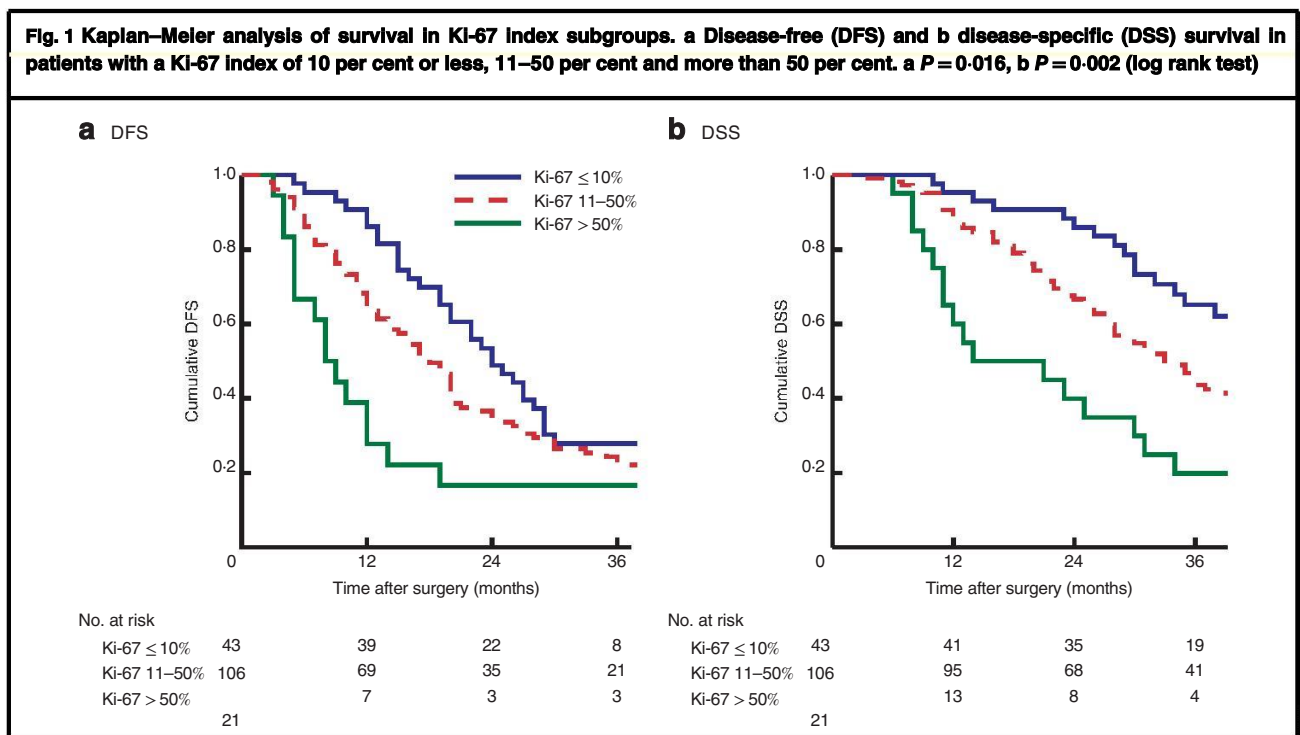 Fig. 1 Kaplan–Meier analysis of survival in Ki-67 index subgroups. a Disease-free (DFS) and b disease-specific (DSS) survival in
patients with a Ki-67 index of 10 per cent or less, 11–50 per cent and more than 50 per cent. a P = 0·016, b P = 0·002 (log rank test)
a DFS
1·0
0·8
0·6
0·4
0·2
0 12 24 36
Cumulative DFS
Time after surgery (months)
Ki-67 ≤ 10%
Ki-67 11–50%
Ki-67 > 50%
No. at risk
Ki-67 ≤ 10% 43 39 22 8
Ki-67 11–50% 106 69 35 21
Ki-67 > 50% 7 3 3
21
b DSS
1·0
0·8
0·6
0·4
0·2
0 12 24 36
Cumulative DSS
Time after surgery (months)
No. at risk
Ki-67 ≤ 10% 43 41 35 19
Ki-67 11–50% 106 95 68 41
Ki-67 > 50% 13 8 4
21